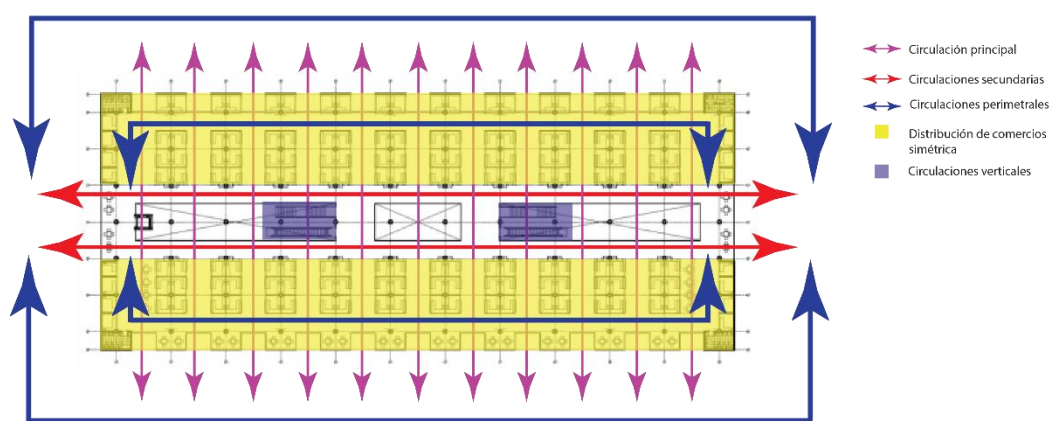 Circulación principal
Circulaciones secundarias
Circulaciones perimetrales
Distribución de comercios
simétrica
Circulaciones verticales